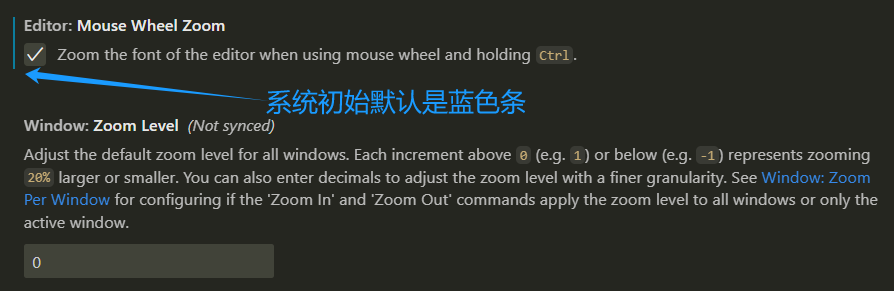 Editor: Mouse Wheel Zoom
Zoom the font of the editor when using mouse wheel and holding Ctrl.
系统初始默认是蓝色条
Window: Zoom Level (Not synced)
Adjust the default zoom level for all windows. Each increment above 0 (e.g. 1) or below (e.g. -1) represents zooming
20% larger or smaller. You can also enter decimals to adjust the zoom level with a finer granularity. See Window: Zoom
Per Window for configuring if the 'Zoom In' and 'Zoom Out' commands apply the zoom level to all windows or only the
active window.
0